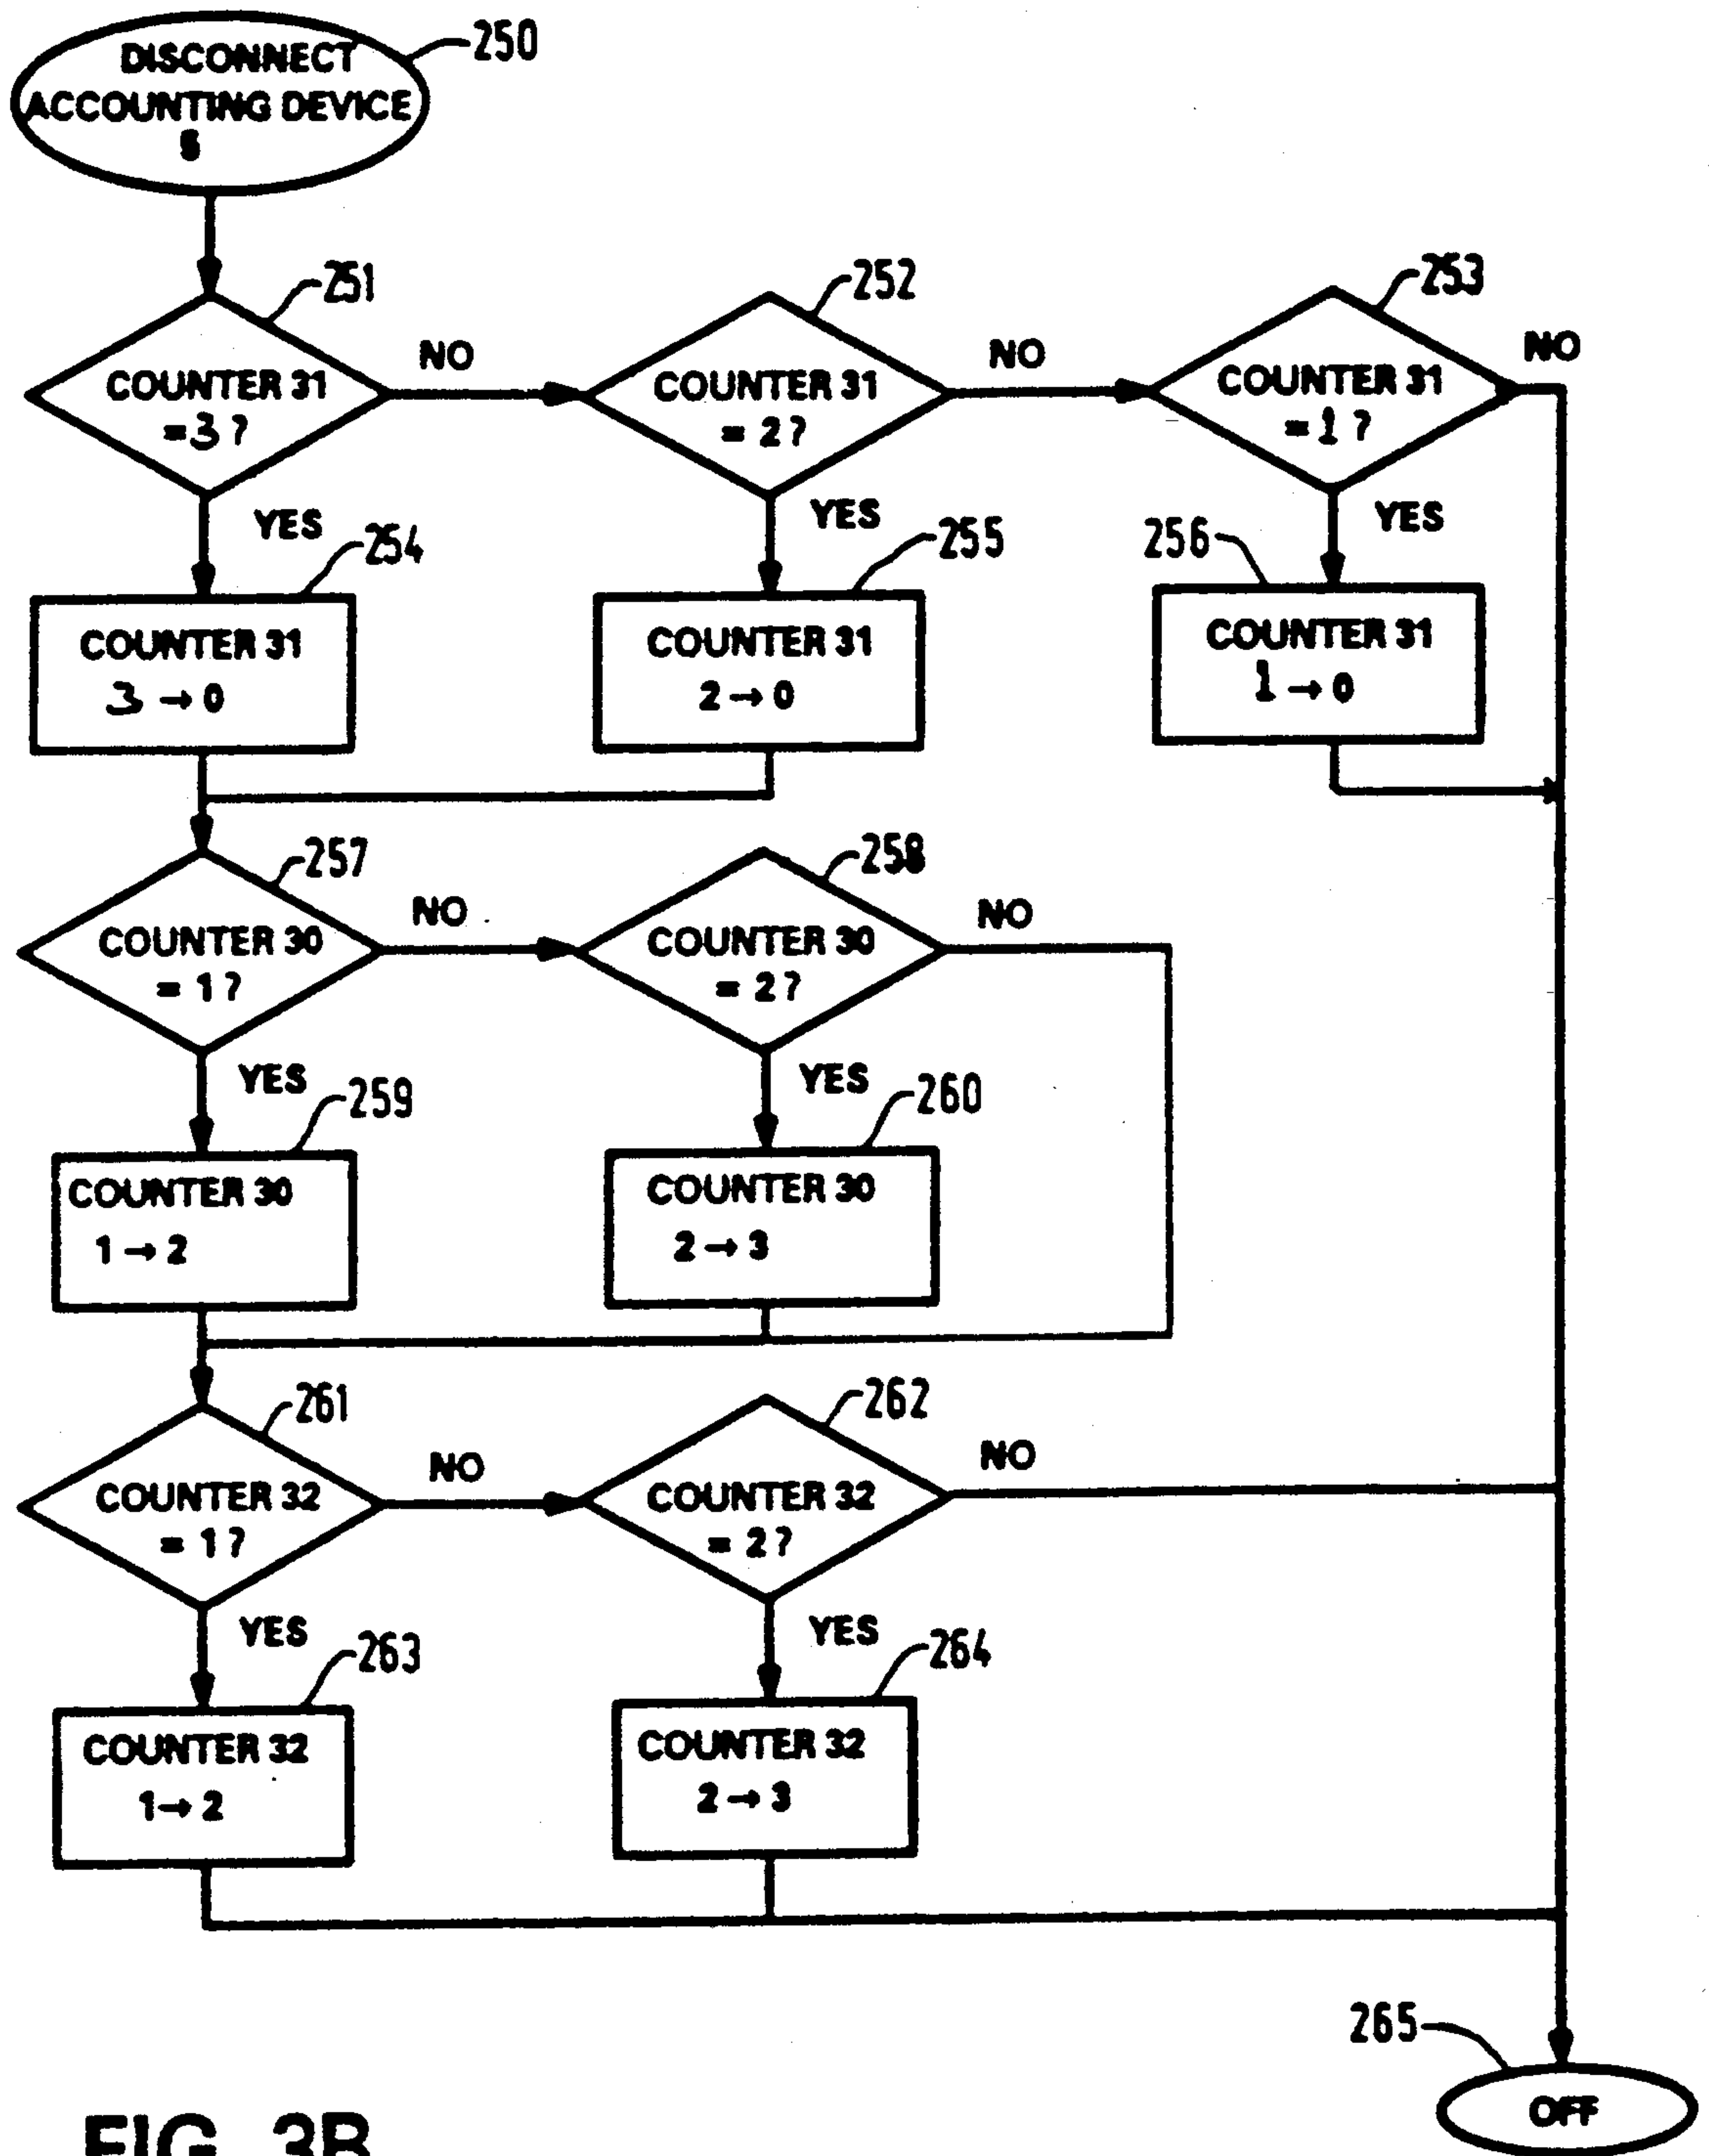 DISCONNECT
ACCOUNTING DEVICE
250
251
252
253
COUNTER 31
=3?
NO
COUNTER 31
= 2?
NO
COUNTER 31
=1?
NO
YES
254
YES
255
256
YES
COUNTER 31
3 → 0
COUNTER 31
2 → 0
COUNTER 31
1 → 0
257
258
COUNTER 30
= 1?
NO
COUNTER 30
= 2?
NO
YES
259
YES
260
COUNTER 30
1 → 2
COUNTER 30
2 → 3
261
262
COUNTER 32
= 1?
NO
COUNTER 32
= 2?
NO
YES
263
YES
264
COUNTER 32
1 → 2
COUNTER 32
2 → 3
265
OFF
FIG. 3B